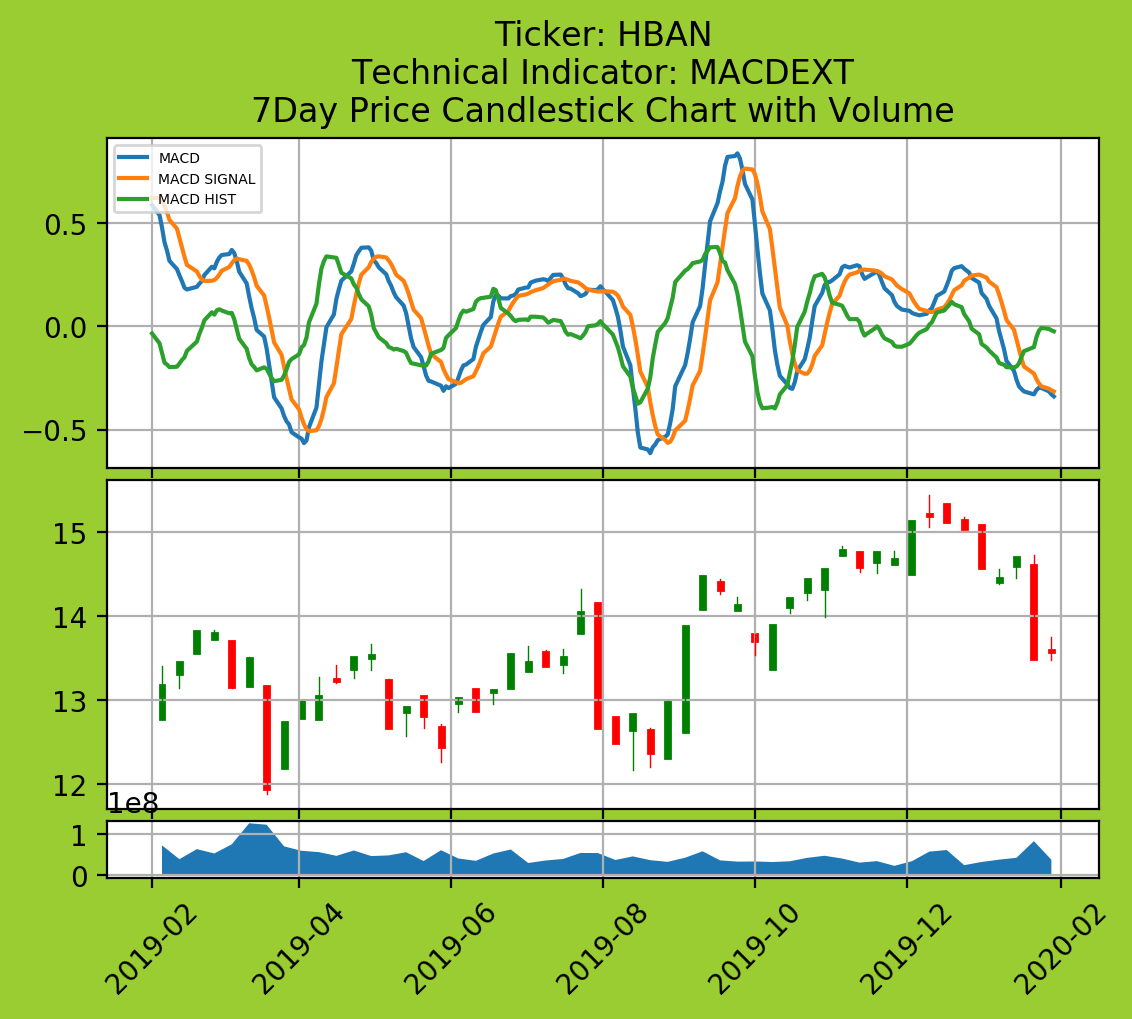 Ticker: HBAN
Technical Indicator: MACDEXT
7Day Price Candlestick Chart with Volume
MACD
MACD SIGNAL
MACD HIST
0.5
0.0
−0.5
15
14
13
12
1e8
1
0
2019-02
2019-04
2019-06
2019-08
2019-10
2019-12
2020-02